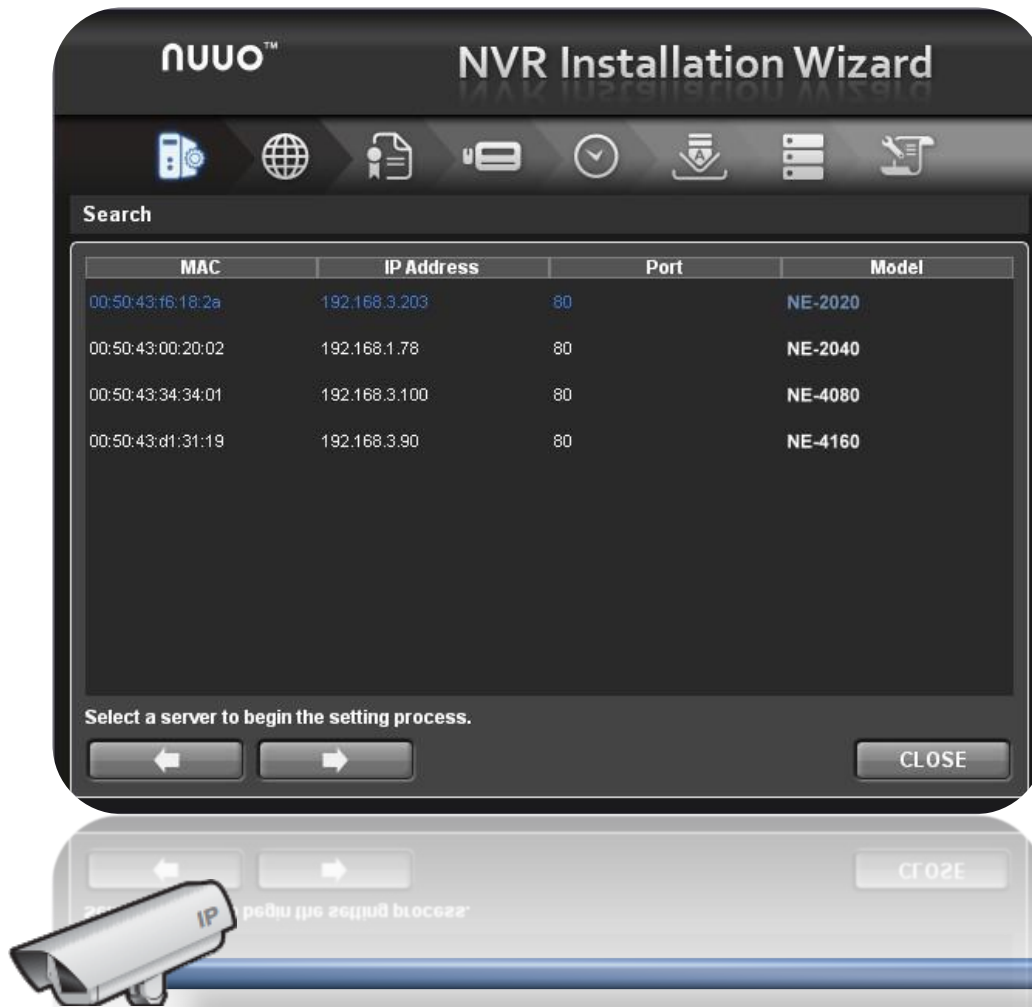 nuuo™ NVR Installation Wizard
Search
MAC IP Address Port Model
00:50:43:f6:18:2a 192.168.3.203 80 NE-2020
00:50:43:00:20:02 192.168.1.78 80 NE-2040
00:50:43:34:34:01 192.168.3.100 80 NE-4080
00:50:43:d1:31:19 192.168.3.90 80 NE-4160
Select a server to begin the setting process.
CLOSE
IP